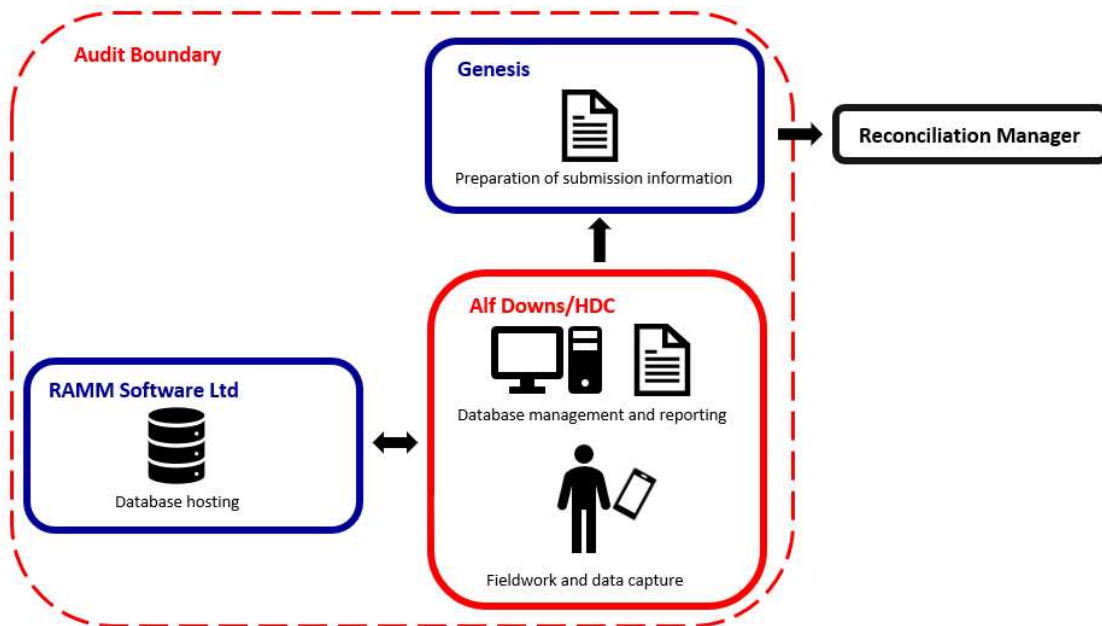 Audit Boundary
Genesis
Preparation of submission information
Reconciliation Manager
Alf Downs/HDC
Database management and reporting
Fieldwork and data capture
RAMM Software Ltd
Database hosting